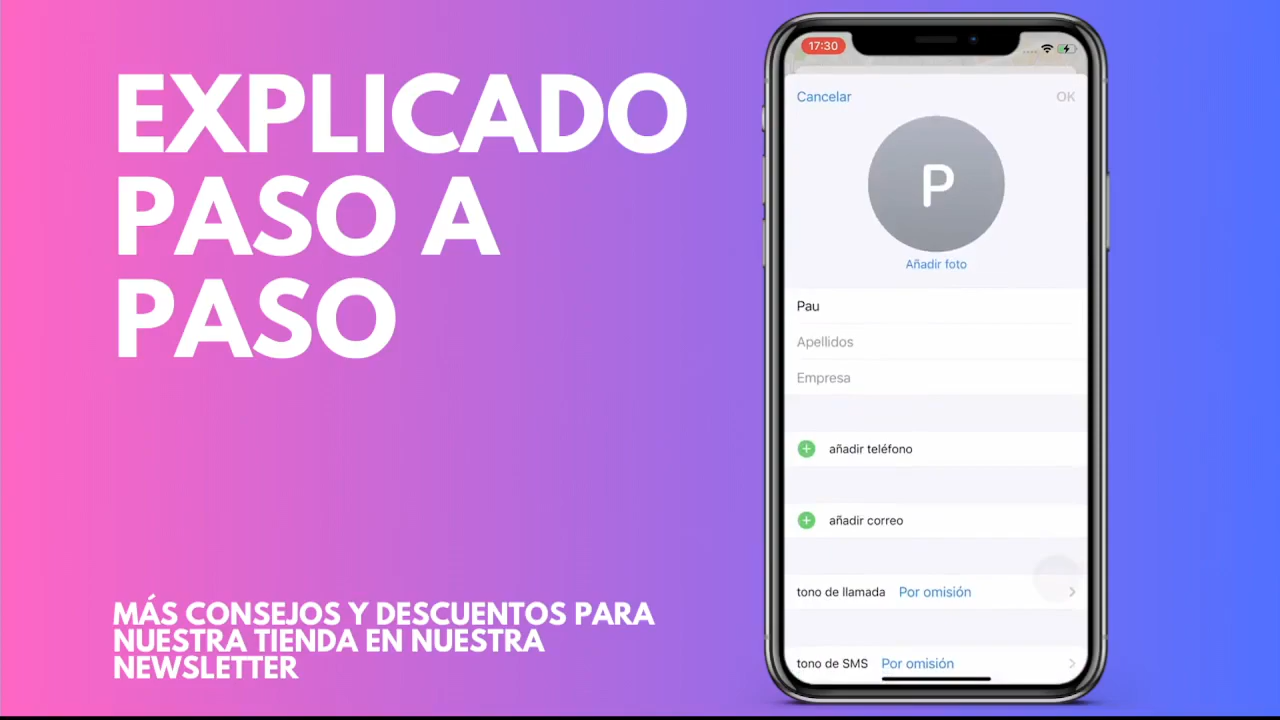 EXPLICADO
PASO A
PASO
MÁS CONSEJOS Y DESCUENTOS PARA
NUESTRA TIENDA EN NUESTRA
NEWSLETTER
17:30
Cancelar
OK
P
Añadir foto
Pau
Apellidos
Empresa
añadir teléfono
añadir correo
tono de llamada Por omisión
tono de SMS Por omisión